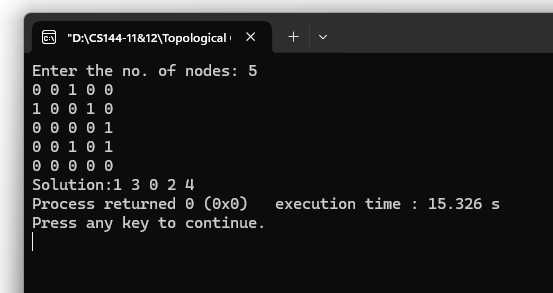 "D:\CS144-11&12\Topological
Enter the no. of nodes: 5
0 0 1 0 0
1 0 0 1 0
0 0 0 0 1
0 0 1 0 1
0 0 0 0 0
Solution:1 3 0 2 4
Process returned 0 (0x0)   execution time : 15.326 s
Press any key to continue.